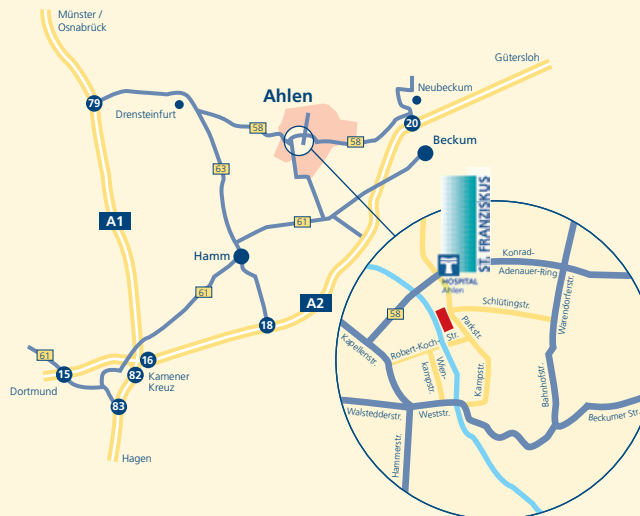 Münster /
Osnabrück
Gütersloh
79
Drensteinfurt
Ahlen
Neubeckum
20
58
58
Beckum
63
A1
61
Hamm
61
A2
18
61
15
16
82
Kamener
Kreuz
Dortmund
83
Hagen
ST. FRANZISKUS
HOSPITAL
Ahlen
Konrad-
Adenauer-Ring
Schlütingstr.
Warendorferstr.
58
Parkstr.
Kapellenstr.
Robert-Koch-
Str.
Wien-
kampstr.
Kampstr.
Bahnhofstr.
Walstedderstr.
Weststr.
Beckumer Str.
Hammerstr.